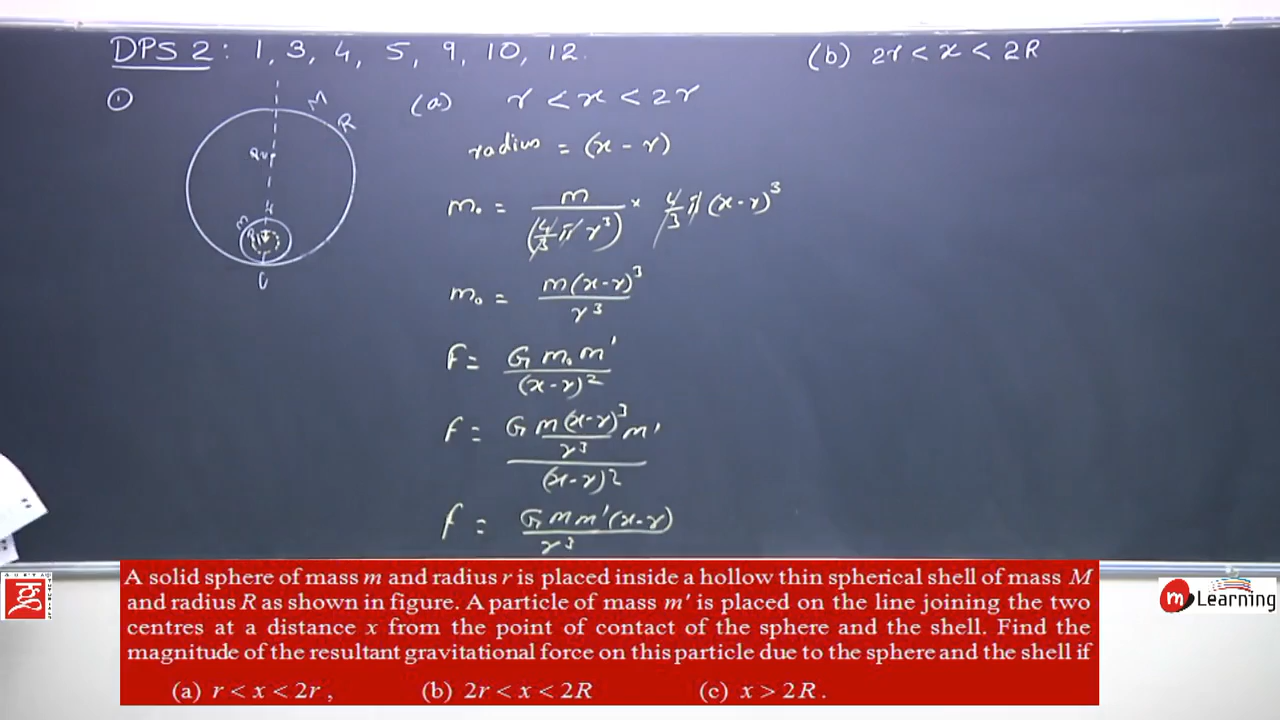 DPS 2 : 1, 3, 4, 5, 9, 10, 12.
(b) 2r < x < 2R
①
M
R
m
C
(a) r < x < 2r
radius = (x - r)
m₀ = m / (4/3 π r³) × 4/3 π (x - r)³
m₀ = m(x-r)³ / r³
F = G m₀ m' / (x-r)²
F = G m(x-r)³ / r³ m' / (x-r)²
F = G m m' (x-r) / r³
A solid sphere of mass m and radius r is placed inside a hollow thin spherical shell of mass M
and radius R as shown in figure. A particle of mass m′ is placed on the line joining the two
centres at a distance x from the point of contact of the sphere and the shell. Find the
magnitude of the resultant gravitational force on this particle due to the sphere and the shell if
(a) r < x < 2r , (b) 2r < x < 2R (c) x > 2R .
m Learning